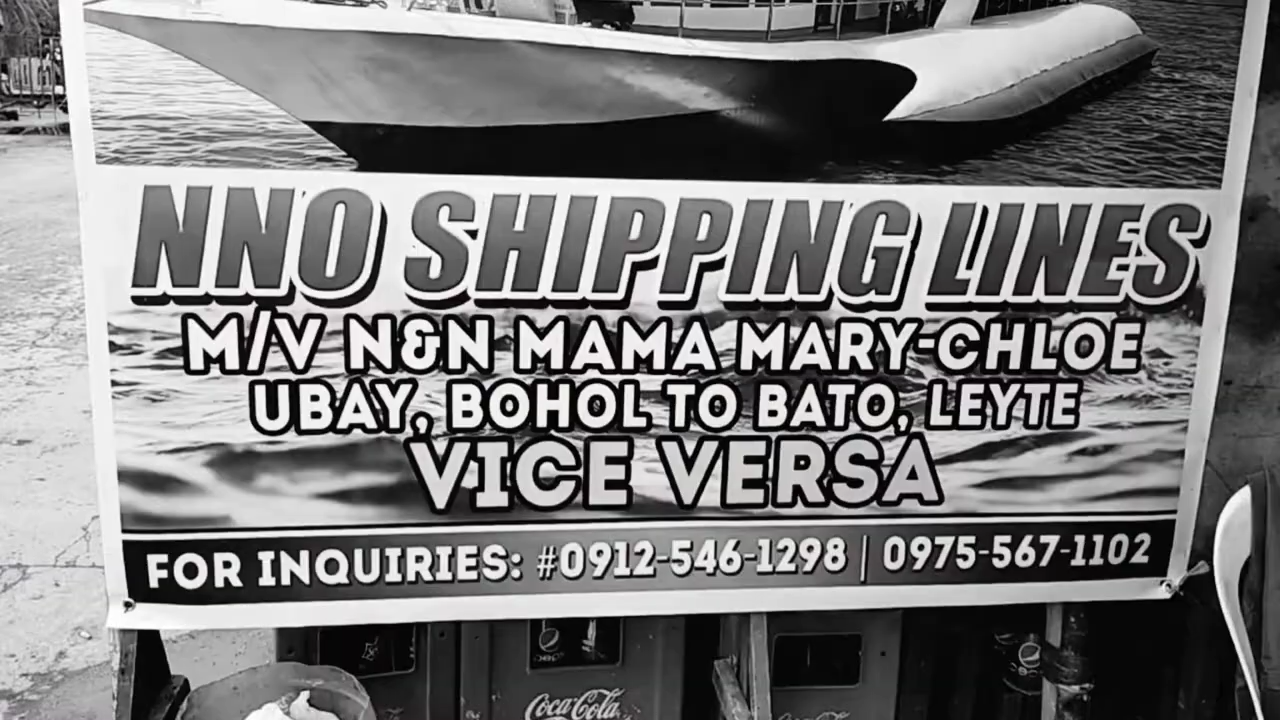 NNO SHIPPING LINES
M/V N&N MAMA MARY-CHLOE
UBAY, BOHOL TO BATO, LEYTE
VICE VERSA
FOR INQUIRIES: #0912-546-1298 | 0975-567-1102
pepsi
Coca-Cola